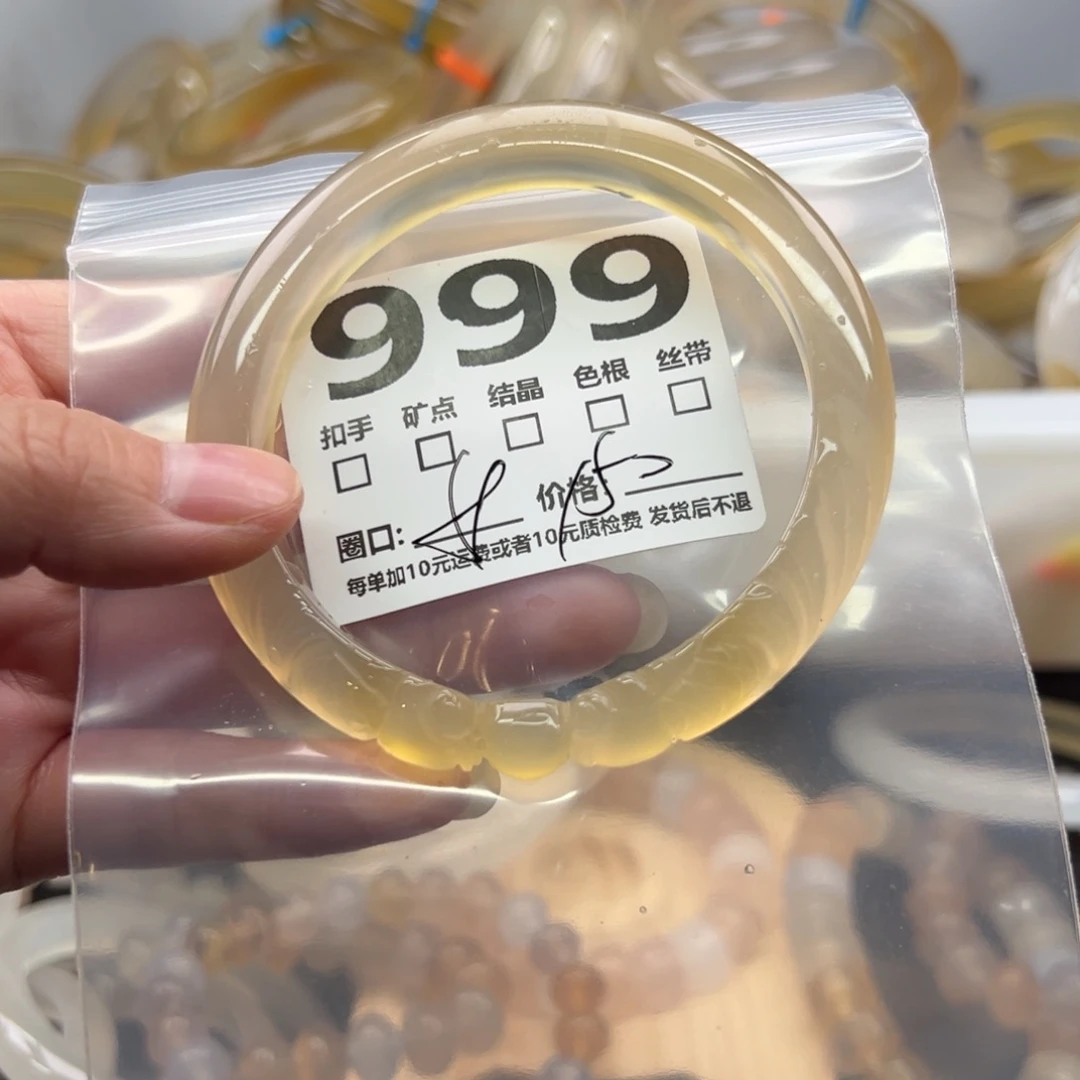 999
扣手 矿点 结晶 色根 丝带
圈口: 价格:
每单加10元运费或者10元质检费 发货后不退